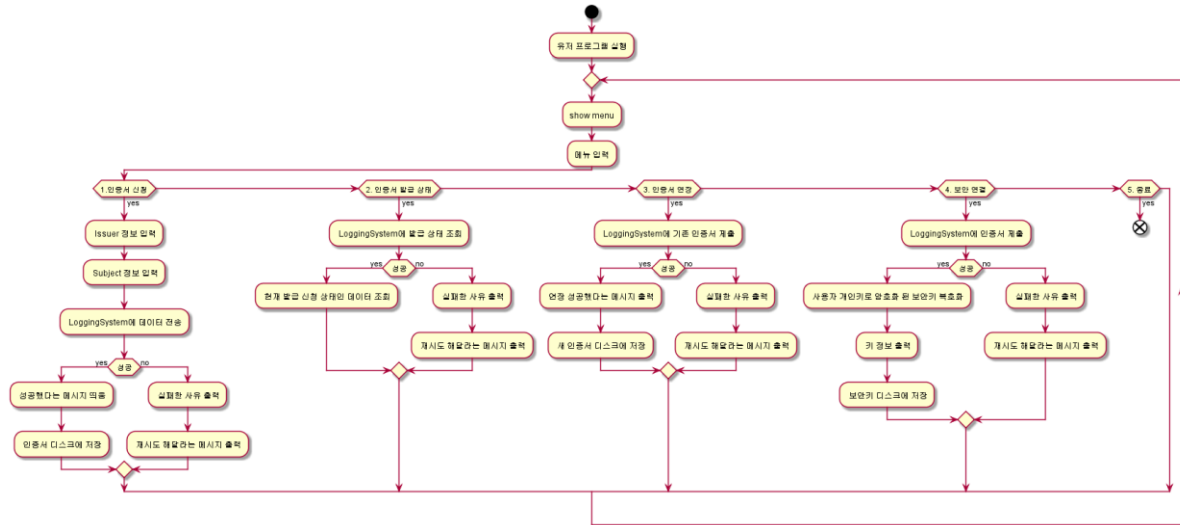 유저 프로그램 실행
show menu
메뉴 입력
1.인증서 신청
2. 인증서 발급 상태
3. 인증서 연장
4. 보안 연결
5. 종료
yes
yes
yes
yes
yes
Issuer 정보 입력
LoggingSystem에 발급 상태 조회
LoggingSystem에 기존 인증서 제출
LoggingSystem에 인증서 제출
Subject 정보 입력
yes
성공
no
yes
성공
no
yes
성공
no
현재 발급 신청 상태인 데이터 조회
실패한 사유 출력
연장 성공했다는 메시지 출력
실패한 사유 출력
사용자 개인키로 암호화 된 보안키 복호화
실패한 사유 출력
LoggingSystem에 데이터 전송
재시도 해달라는 메시지 출력
새 인증서 디스크에 저장
재시도 해달라는 메시지 출력
키 정보 출력
재시도 해달라는 메시지 출력
yes
성공
no
성공했다는 메시지 띄움
실패한 사유 출력
보안키 디스크에 저장
인증서 디스크에 저장
재시도 해달라는 메시지 출력